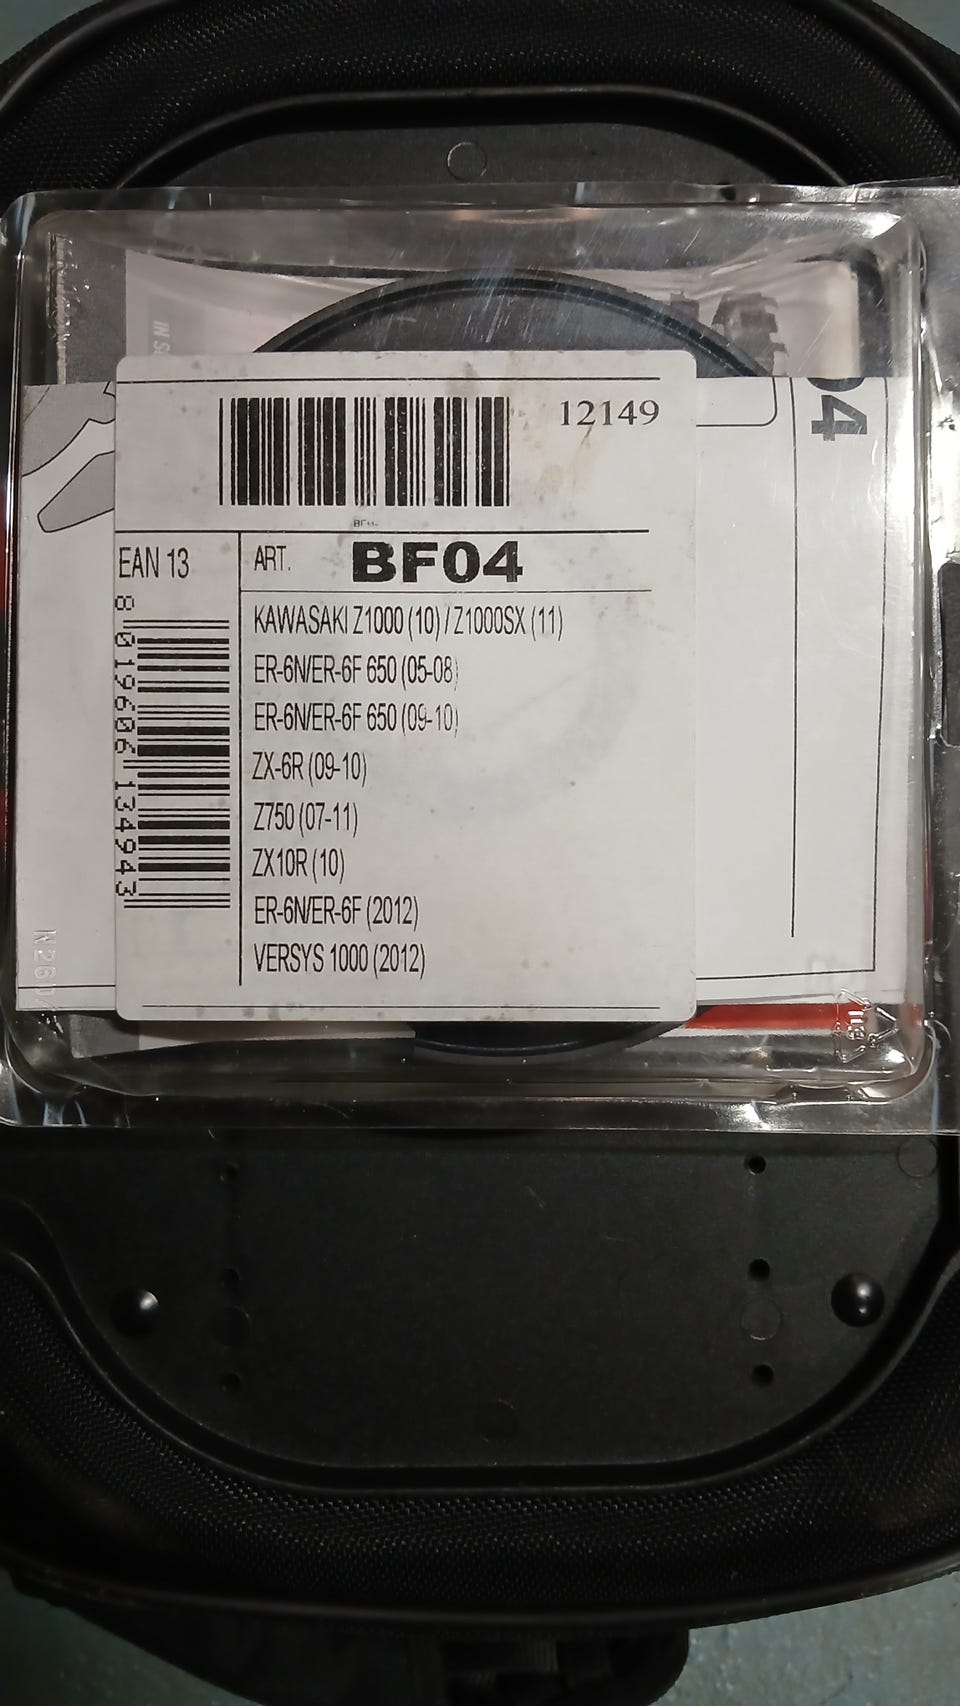 IN S
04
12149
EAN 13
ART. BF04
8 019606 134943
KAWASAKI Z1000 (10) / Z1000SX (11)
ER-6N/ER-6F 650 (05-08)
ER-6N/ER-6F 650 (09-10)
ZX-6R (09-10)
Z750 (07-11)
ZX10R (10)
ER-6N/ER-6F (2012)
VERSYS 1000 (2012)